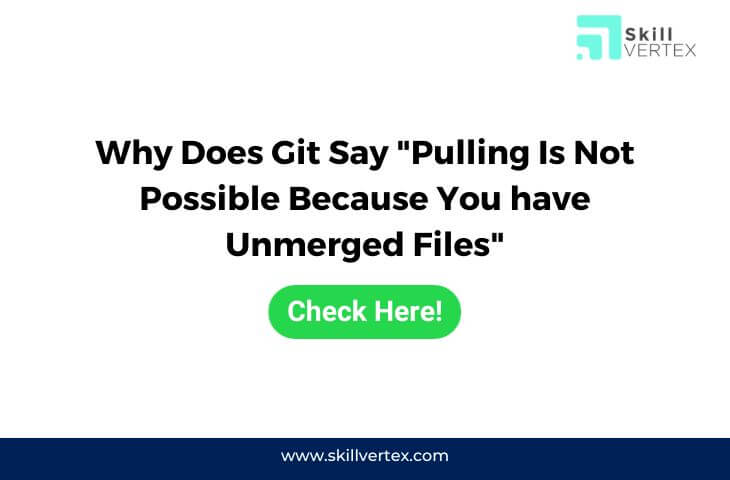 Skill
VERTEX
Why Does Git Say "Pulling Is Not
Possible Because You have
Unmerged Files"
Check Here!
www.skillvertex.com